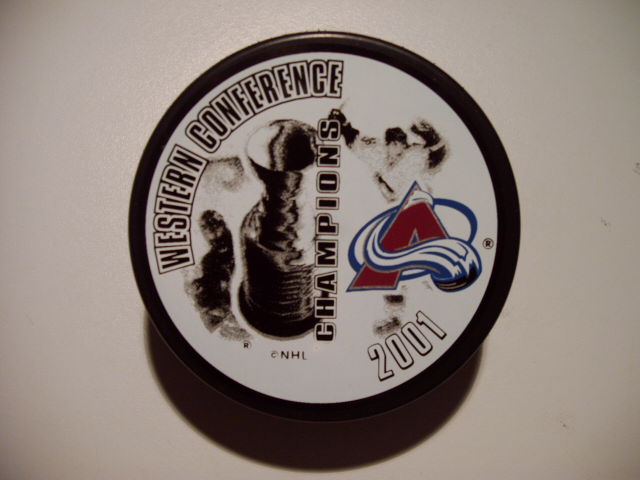 WESTERN CONFERENCE
CHAMPIONS
A
®
2001
®
©NHL